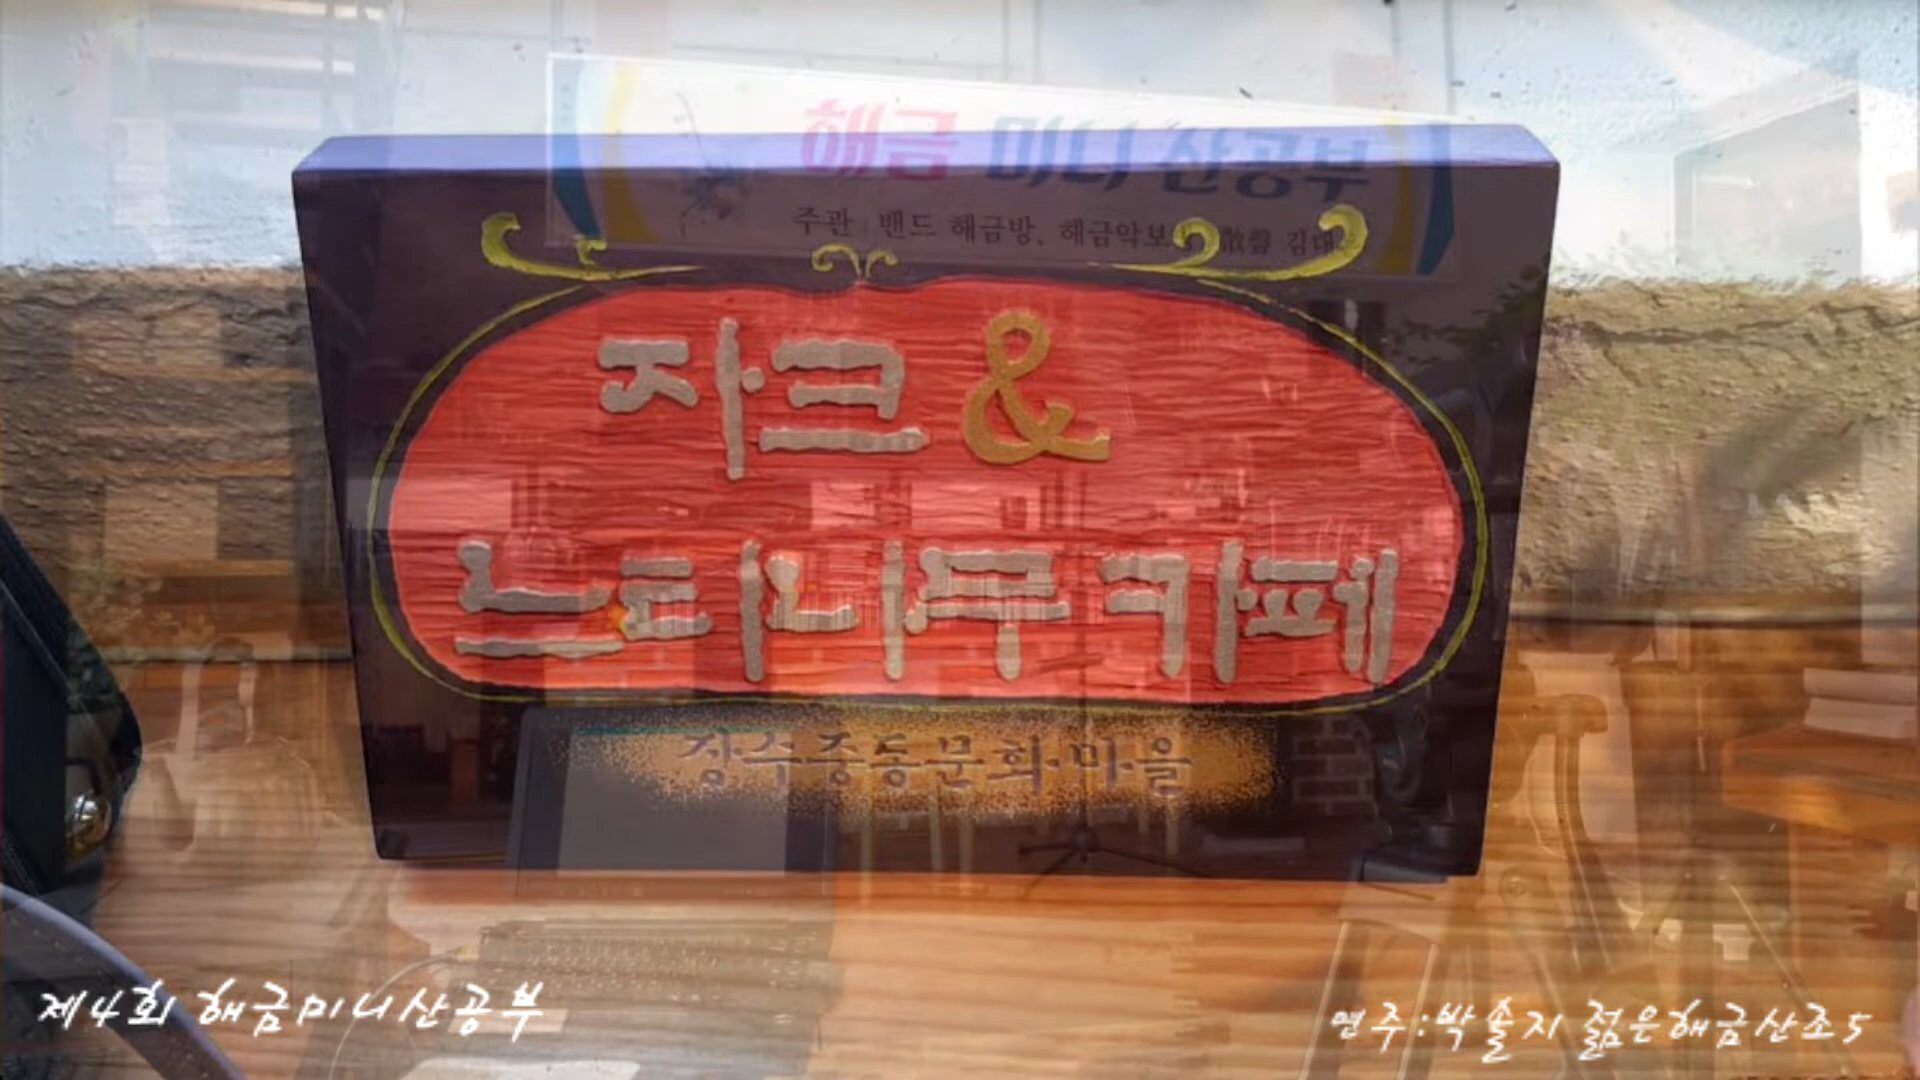 해금 미니 산공부
주관 밴드 해금방, 해금악보
자크 &
느티나무 카페
장수중동문화마을
제4회 해금미니산공부
연주:박솔지 젊은해금산조5